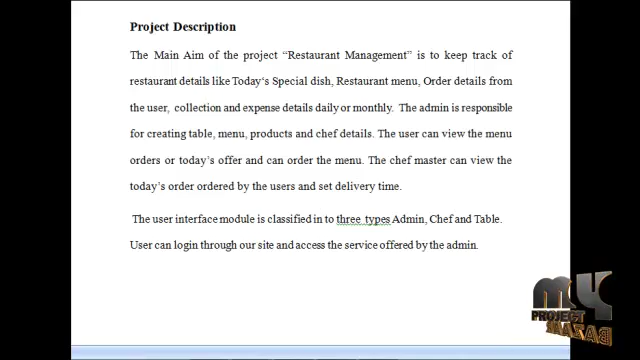 Project Description
The Main Aim of the project “Restaurant Management” is to keep track of
restaurant details like Today‘s Special dish, Restaurant menu, Order details from
the user, collection and expense details daily or monthly. The admin is responsible
for creating table, menu, products and chef details. The user can view the menu
orders or today’s offer and can order the menu. The chef master can view the
today’s order ordered by the users and set delivery time.
The user interface module is classified in to three types Admin, Chef and Table.
User can login through our site and access the service offered by the admin.
MY
PROJECT
BAZAAR